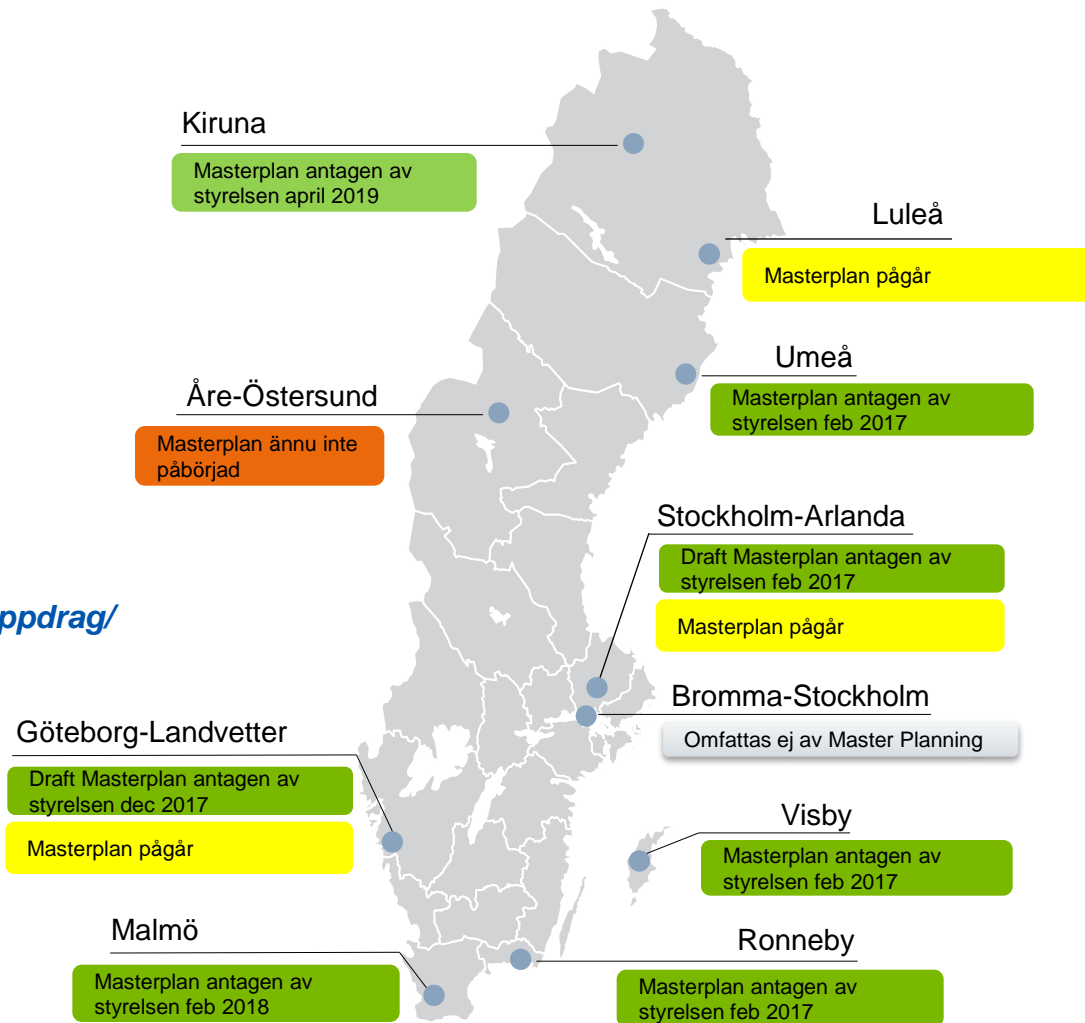 Kiruna
Masterplan antagen av
styrelsen april 2019
Luleå
Masterplan pågår
Umeå
Masterplan antagen av
styrelsen feb 2017
Åre-Östersund
Masterplan ännu inte
påbörjad
Stockholm-Arlanda
Draft Masterplan antagen av
styrelsen feb 2017
Masterplan pågår
ppdrag/
Bromma-Stockholm
Omfattas ej av Master Planning
Göteborg-Landvetter
Draft Masterplan antagen av
styrelsen dec 2017
Masterplan pågår
Visby
Masterplan antagen av
styrelsen feb 2017
Malmö
Masterplan antagen av
styrelsen feb 2018
Ronneby
Masterplan antagen av
styrelsen feb 2017